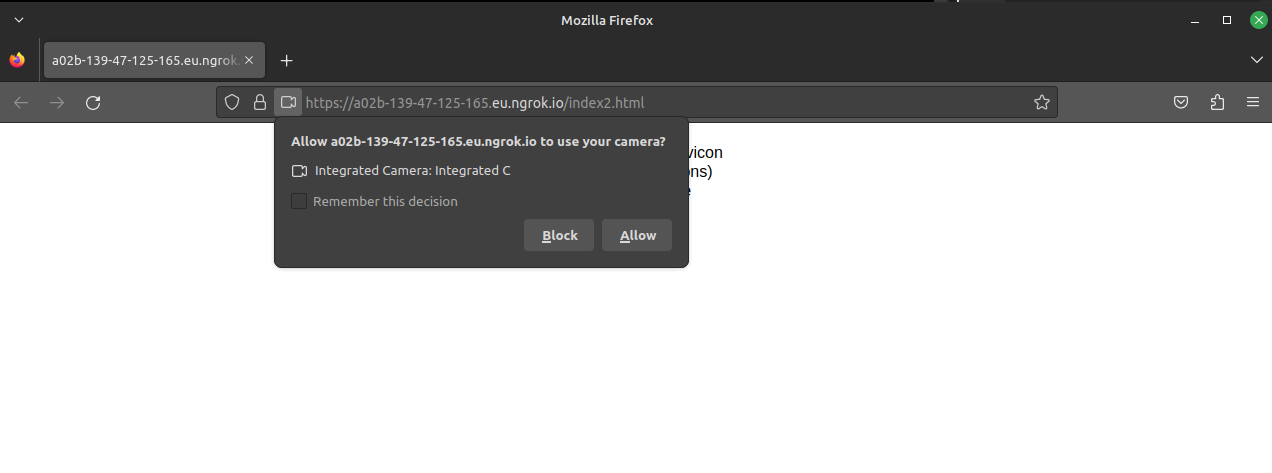 Mozilla Firefox
a02b-139-47-125-165.eu.ngrok.
https://a02b-139-47-125-165.eu.ngrok.io/index2.html
Allow a02b-139-47-125-165.eu.ngrok.io to use your camera?
Integrated Camera: Integrated C
Remember this decision
Block Allow